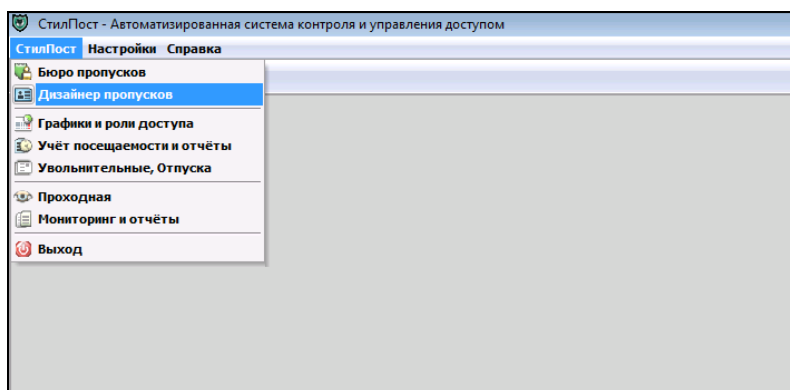 СтилПост - Автоматизированная система контроля и управления доступом
СтилПост Настройки Справка
Бюро пропусков
Дизайнер пропусков
Графики и роли доступа
Учёт посещаемости и отчёты
Увольнительные, Отпуска
Проходная
Мониторинг и отчёты
Выход